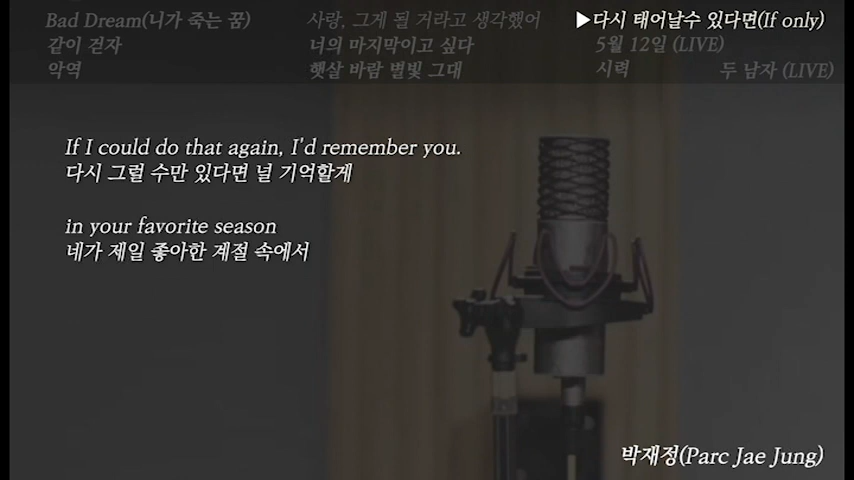 Bad Dream(니가 죽는 꿈) 사랑, 그게 될 거라고 생각했어 ▶다시 태어날수 있다면(If only)
같이 걷자 너의 마지막이고 싶다 5월 12일 (LIVE)
악역 햇살 바람 별빛 그대 시력 두 남자 (LIVE)
If I could do that again, I'd remember you.
다시 그럴 수만 있다면 널 기억할게
in your favorite season
네가 제일 좋아한 계절 속에서
박재정(Parc Jae Jung)